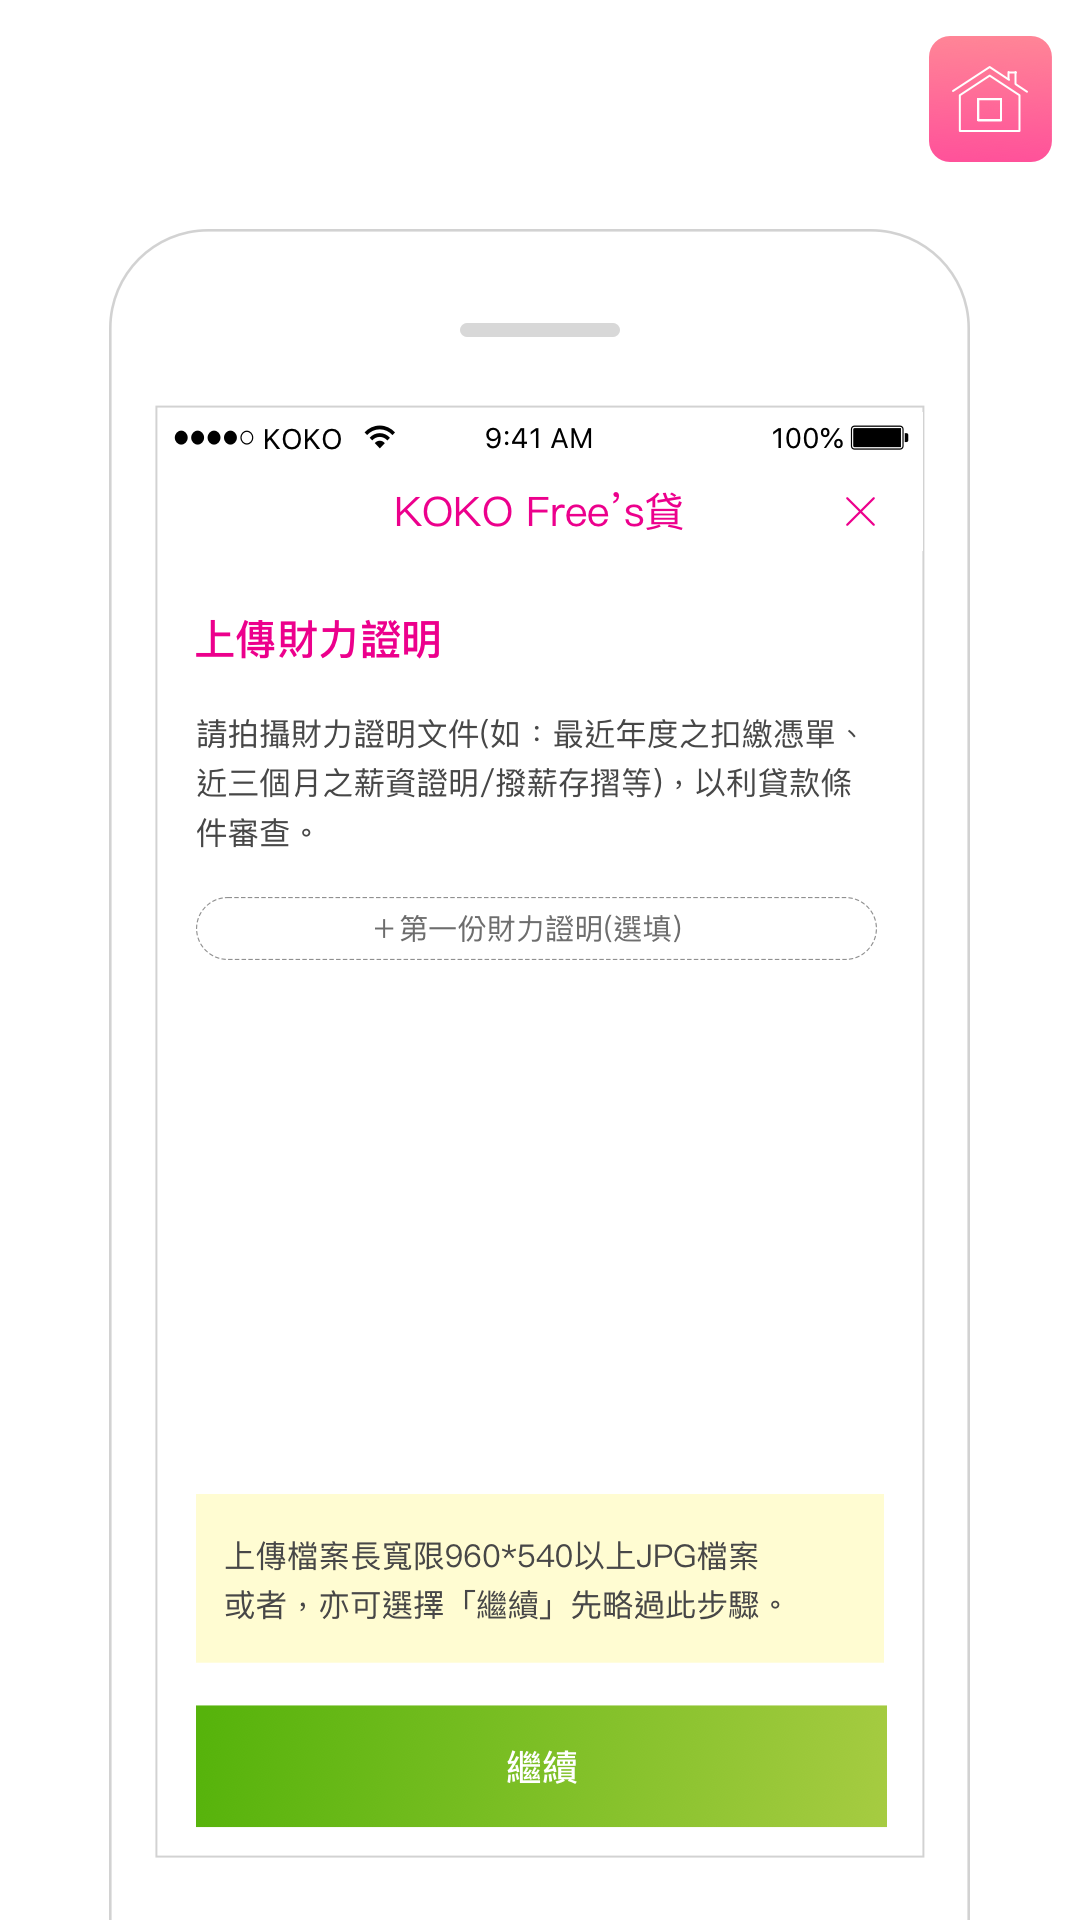 KOKO 9:41 AM 100%
KOKO Free’s貸
上傳財力證明
請拍攝財力證明文件(如：最近年度之扣繳憑單、
近三個月之薪資證明/撥薪存摺等)，以利貸款條
件審查。
＋第一份財力證明(選填)
上傳檔案長寬限960*540以上JPG檔案
或者，亦可選擇「繼續」先略過此步驟。
繼續